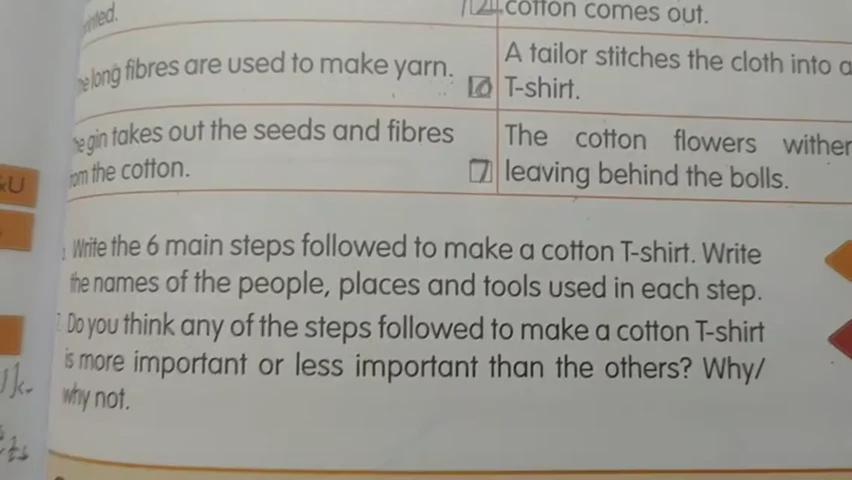 cotton comes out.
long fibres are used to make yarn.
10
A tailor stitches the cloth into a
T-shirt.
gin takes out the seeds and fibres
the cotton.
7
The cotton flowers wither
leaving behind the bolls.
Write the 6 main steps followed to make a cotton T-shirt. Write
the names of the people, places and tools used in each step.
Do you think any of the steps followed to make a cotton T-shirt
is more important or less important than the others? Why/
why not.